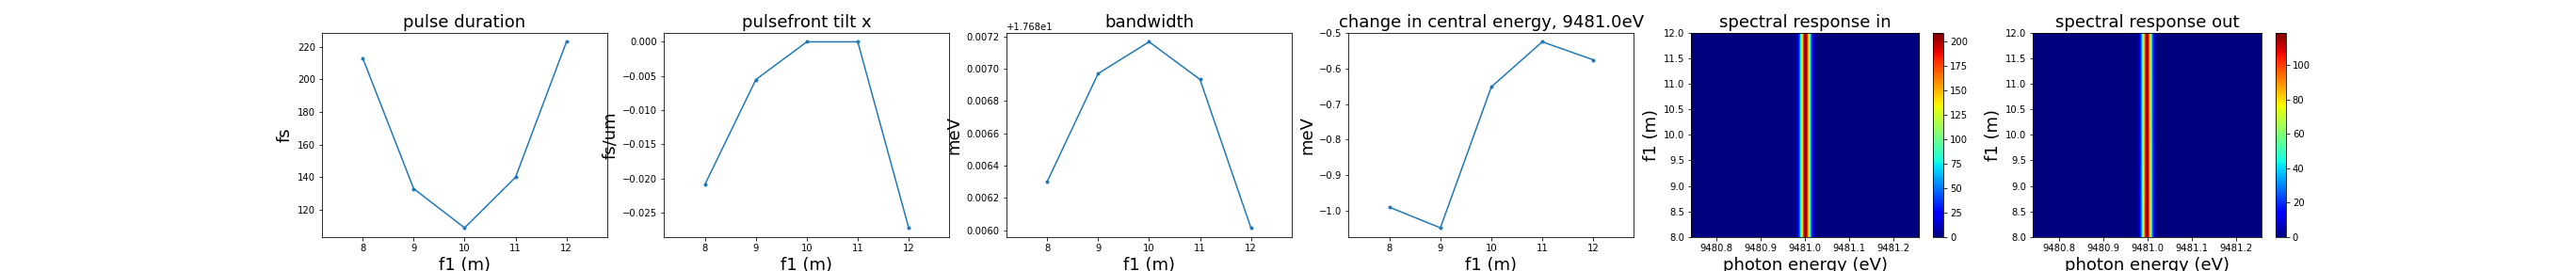 pulse duration
220
200
180
160
140
120
fs
8 9 10 11 12
f1 (m)
pulsefront tilt x
0.000
−0.005
−0.010
−0.015
−0.020
−0.025
fs/um
8 9 10 11 12
f1 (m)
bandwidth
+1.768e1
0.0072
0.0070
0.0068
0.0066
0.0064
0.0062
0.0060
meV
8 9 10 11 12
f1 (m)
change in central energy, 9481.0eV
−0.5
−0.6
−0.7
−0.8
−0.9
−1.0
meV
8 9 10 11 12
f1 (m)
spectral response in
12.0
11.5
11.0
10.5
10.0
9.5
9.0
8.5
8.0
f1 (m)
9480.8 9480.9 9481.0 9481.1 9481.2
photon energy (eV)
200
175
150
125
100
75
50
25
0
spectral response out
12.0
11.5
11.0
10.5
10.0
9.5
9.0
8.5
8.0
f1 (m)
9480.8 9480.9 9481.0 9481.1 9481.2
photon energy (eV)
100
80
60
40
20
0